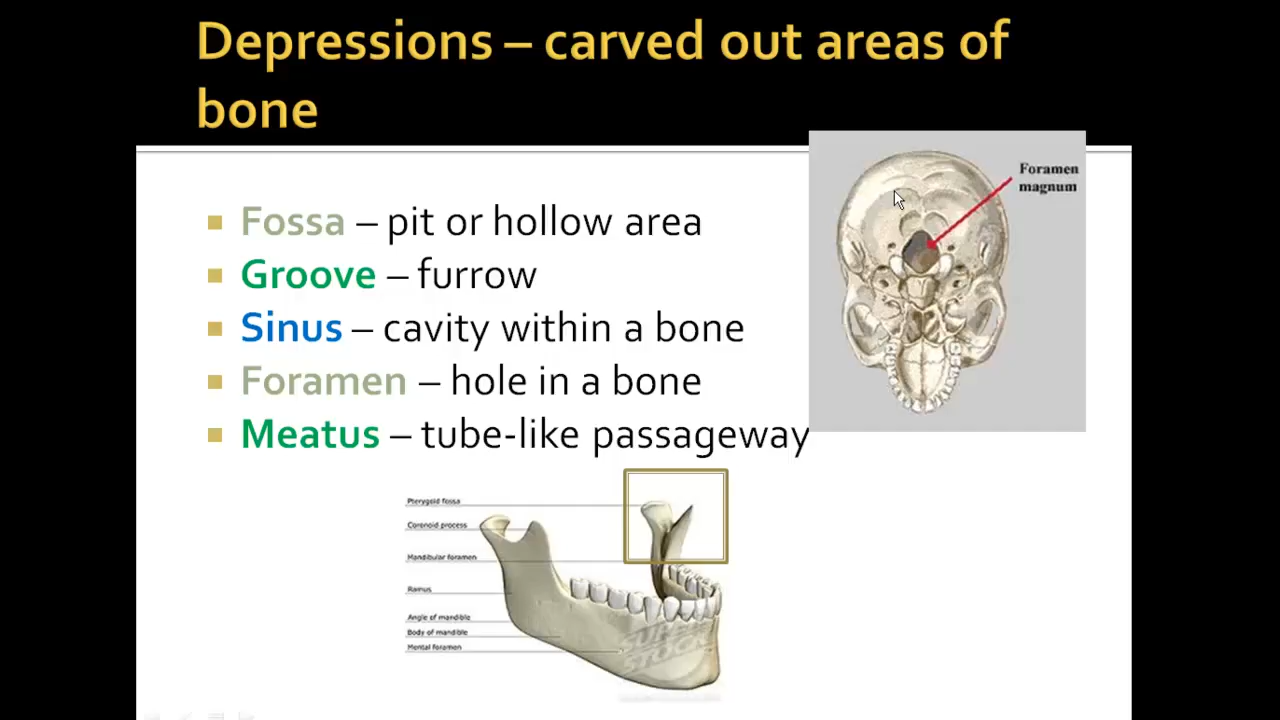 Depressions – carved out areas of
bone
Foramen
magnum
Fossa – pit or hollow area
Groove – furrow
Sinus – cavity within a bone
Foramen – hole in a bone
Meatus – tube-like passageway
Pterygoid fossa
Coronoid process
Mandibular foramen
Ramus
Angle of mandible
Body of mandible
Mental foramen